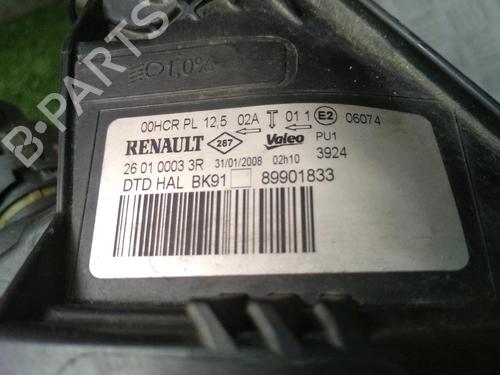 B-PARTS
1,0%
00HCR PL 12,5 02A 01 1 E2 06074
RENAULT 287 Valeo PU1
26 01 0003 3R 31/01/2008 02h10 3924
DTD HAL BK91 89901833